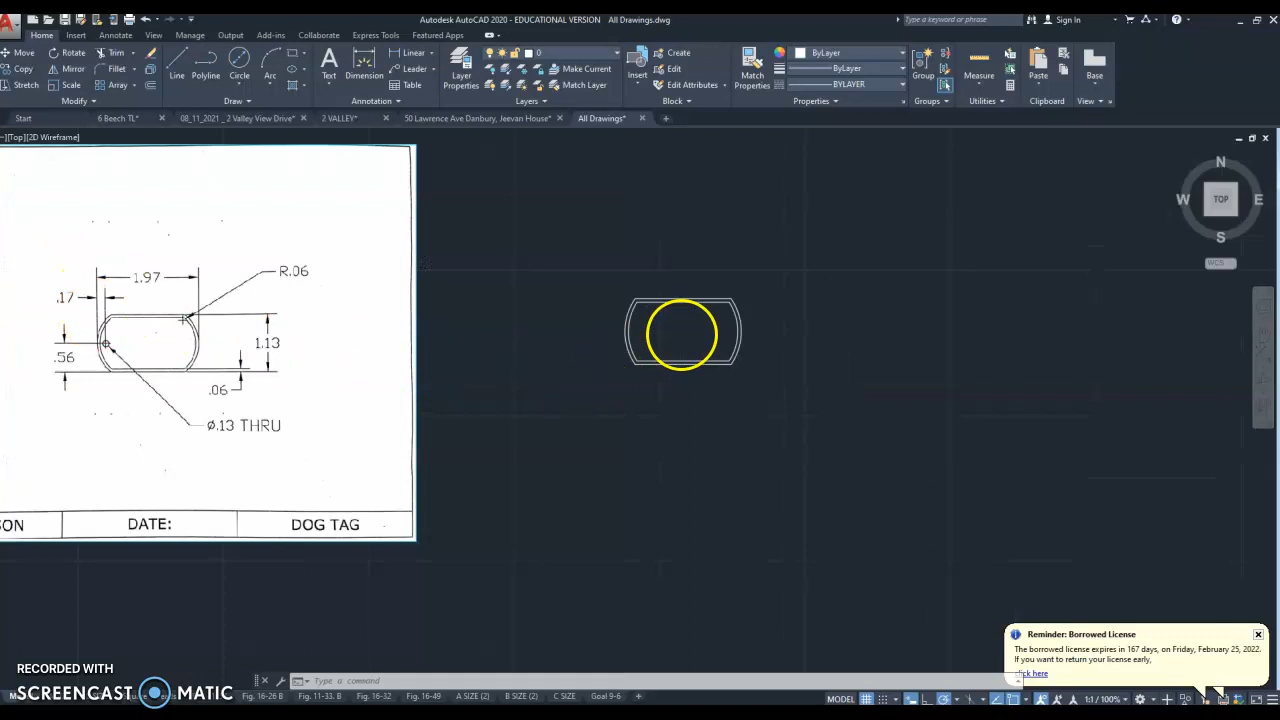 Autodesk AutoCAD 2020 - EDUCATIONAL VERSION All Drawings.dwg
Type a keyword or phrase
Sign In
Home Insert Annotate Parametric View Manage Output Add-ins Collaborate Express Tools Featured Apps
Move Rotate Trim
Copy Mirror Fillet
Stretch Scale Array
Line Polyline Circle Arc
Text Dimension
Linear
Leader
Table
Layer Properties
0
Make Current
Match Layer
Insert
Create
Edit
Edit Attributes
Match Properties
ByLayer
ByLayer
BYLAYER
Group
Measure
Paste
Base
Modify Draw Annotation Layers Block Properties Groups Utilities Clipboard View
Start 6 Beech TL* 08_11_2021 _ 2 Valley View Drive* 2 VALLEY* 50 Lawrence Ave Danbury, Jeevan House* All Drawings*
[Top][2D Wireframe]
N
W TOP E
S
WCS
1.97
R.06
.17
1.13
.56
.06
ø.13 THRU
SON DATE: DOG TAG
Reminder: Borrowed License
The borrowed license expires in 167 days, on Friday, February 25, 2022.
If you want to return your license early,
click here
RECORDED WITH
SCREENCAST MATIC
Type a command
Fig. 16-26 B Fig. 11-33. B Fig. 16-32 Fig. 16-49 A SIZE (2) B SIZE (2) C SIZE Goal 9-6
MODEL 1:1 / 100%